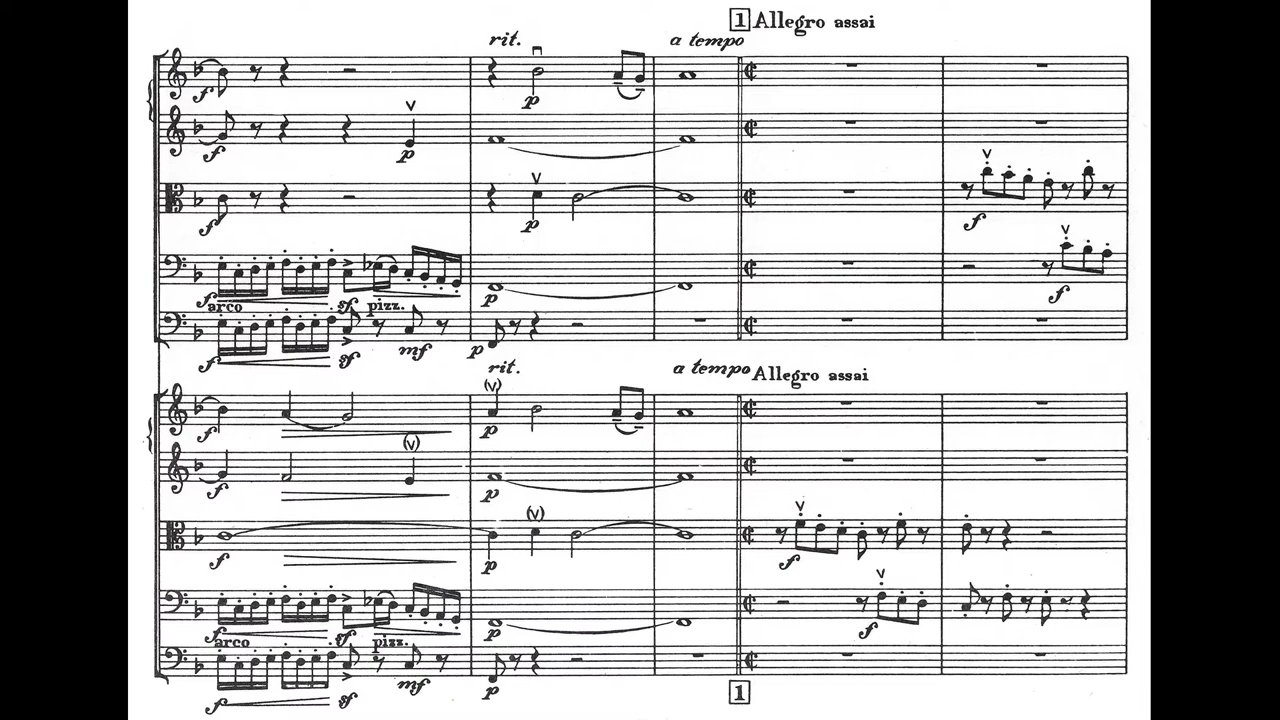 1 Allegro assai
rit. a tempo
f
f p p
f p
f sf p f
arco pizz.
f sf mf p f
rit. a tempo Allegro assai
(V)
f p
(V)
f p
(V)
f p f
f sf p f
arco pizz.
f sf mf p
1